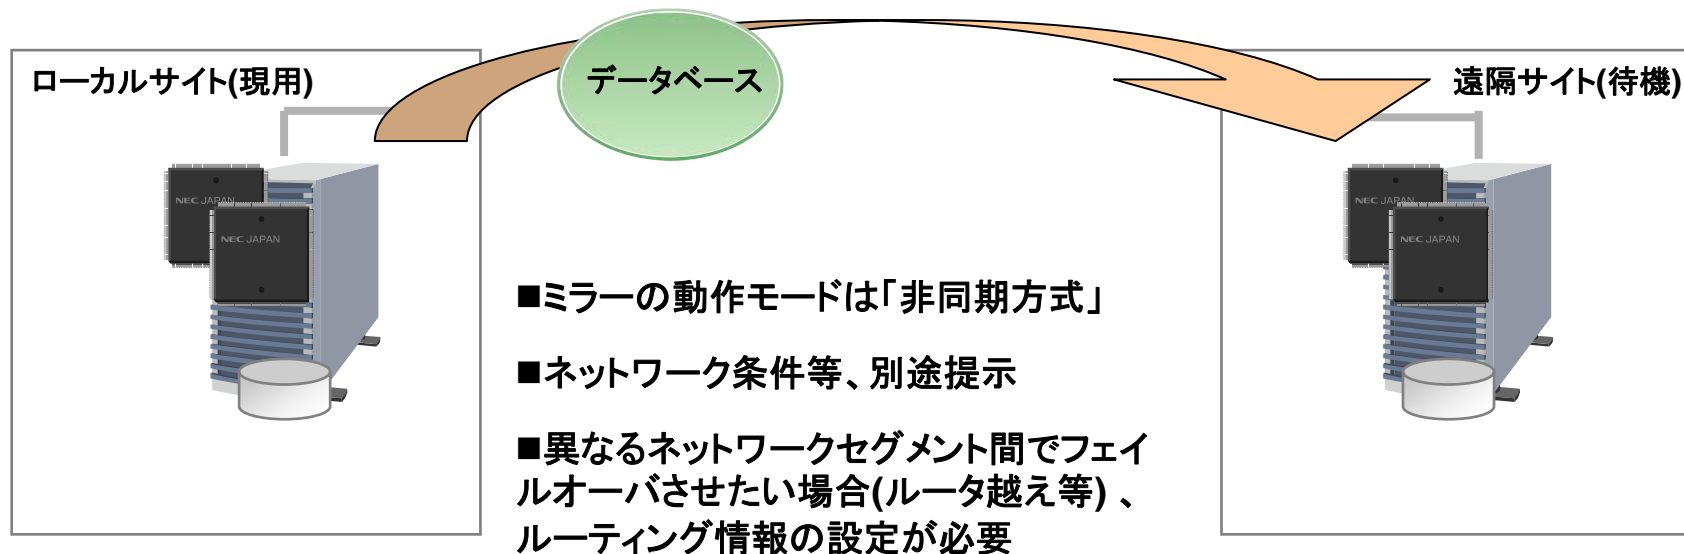 ローカルサイト(現用)
データベース
遠隔サイト(待機)
NEC JAPAN
NEC JAPAN
NEC JAPAN
NEC JAPAN
■ミラーの動作モードは「非同期方式」
■ネットワーク条件等、別途提示
■異なるネットワークセグメント間でフェイ
ルオーバさせたい場合(ルータ越え等) 、
ルーティング情報の設定が必要